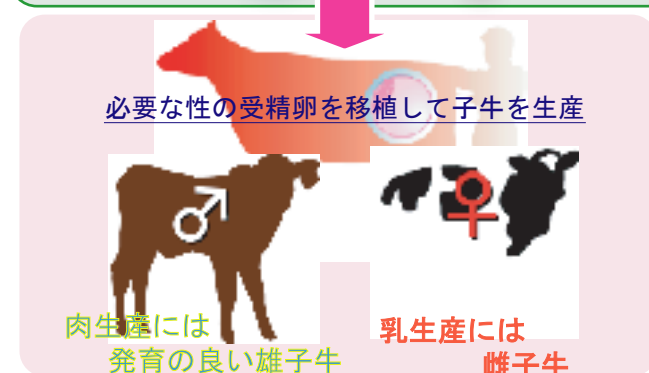 必要な性の受精卵を移植して子牛を生産
♂
♀
肉生産には
発育の良い雄子牛
乳生産には
雌子牛